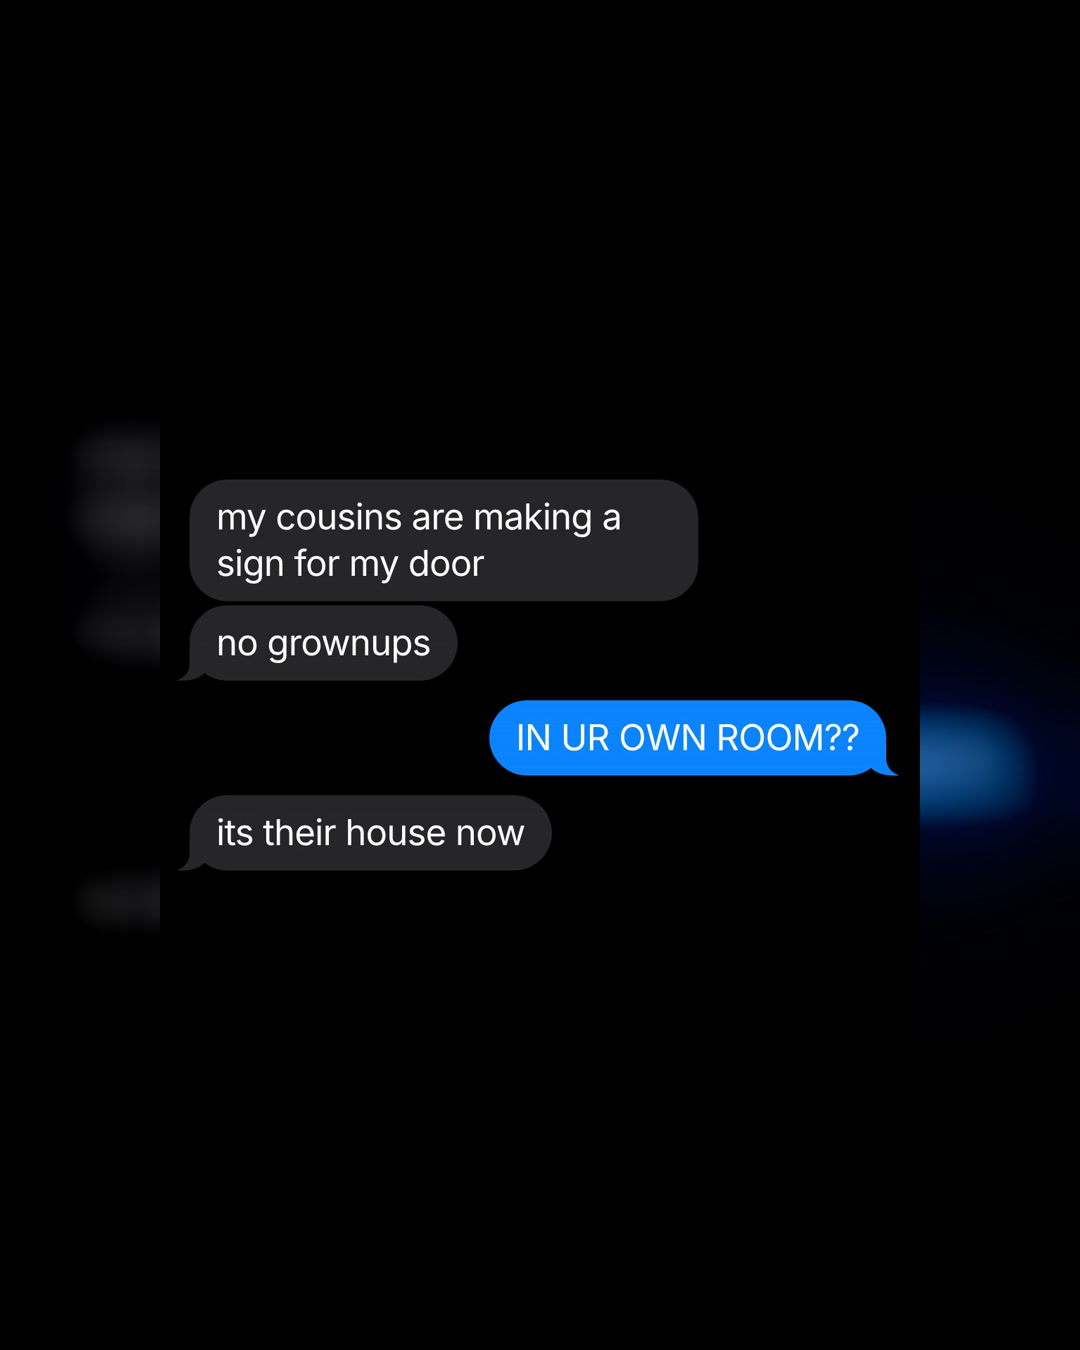 my cousins are making a
sign for my door
no grownups
IN UR OWN ROOM??
its their house now